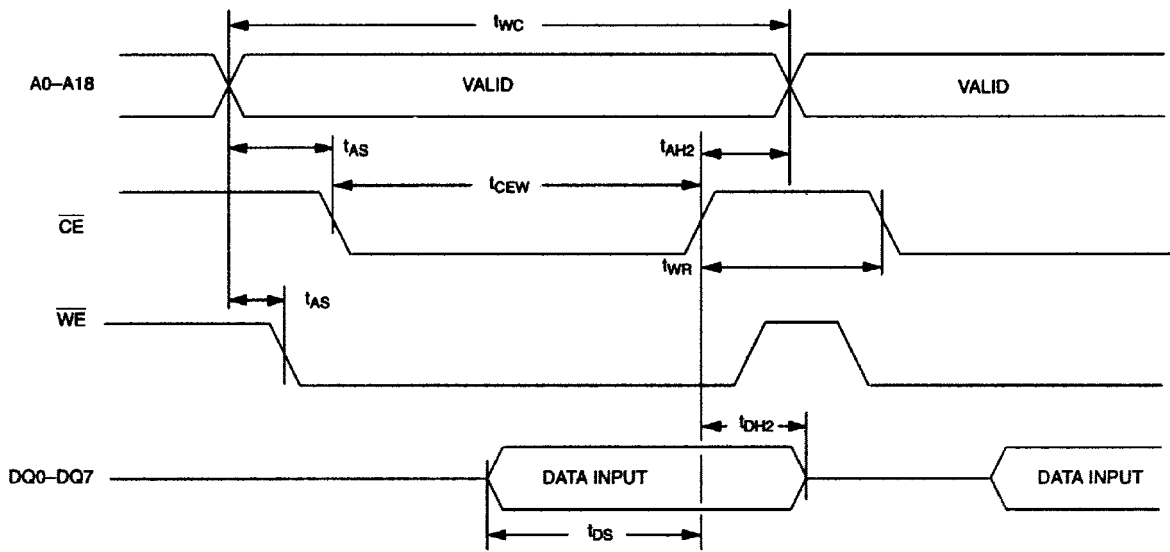 tWC
A0–A18
VALID
VALID
tAS
tAH2
tCEW
CE
tWR
tAS
WE
tDH2
DQ0–DQ7
DATA INPUT
DATA INPUT
tDS